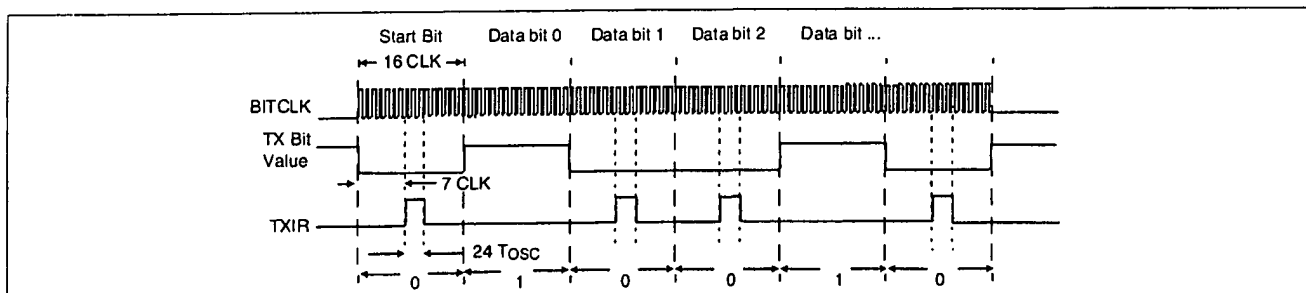 Start Bit Data bit 0 Data bit 1 Data bit 2 Data bit ...
16 CLK
BITCLK
TX Bit
Value
7 CLK
TXIR
24 TOSC
0 1 0 0 1 0